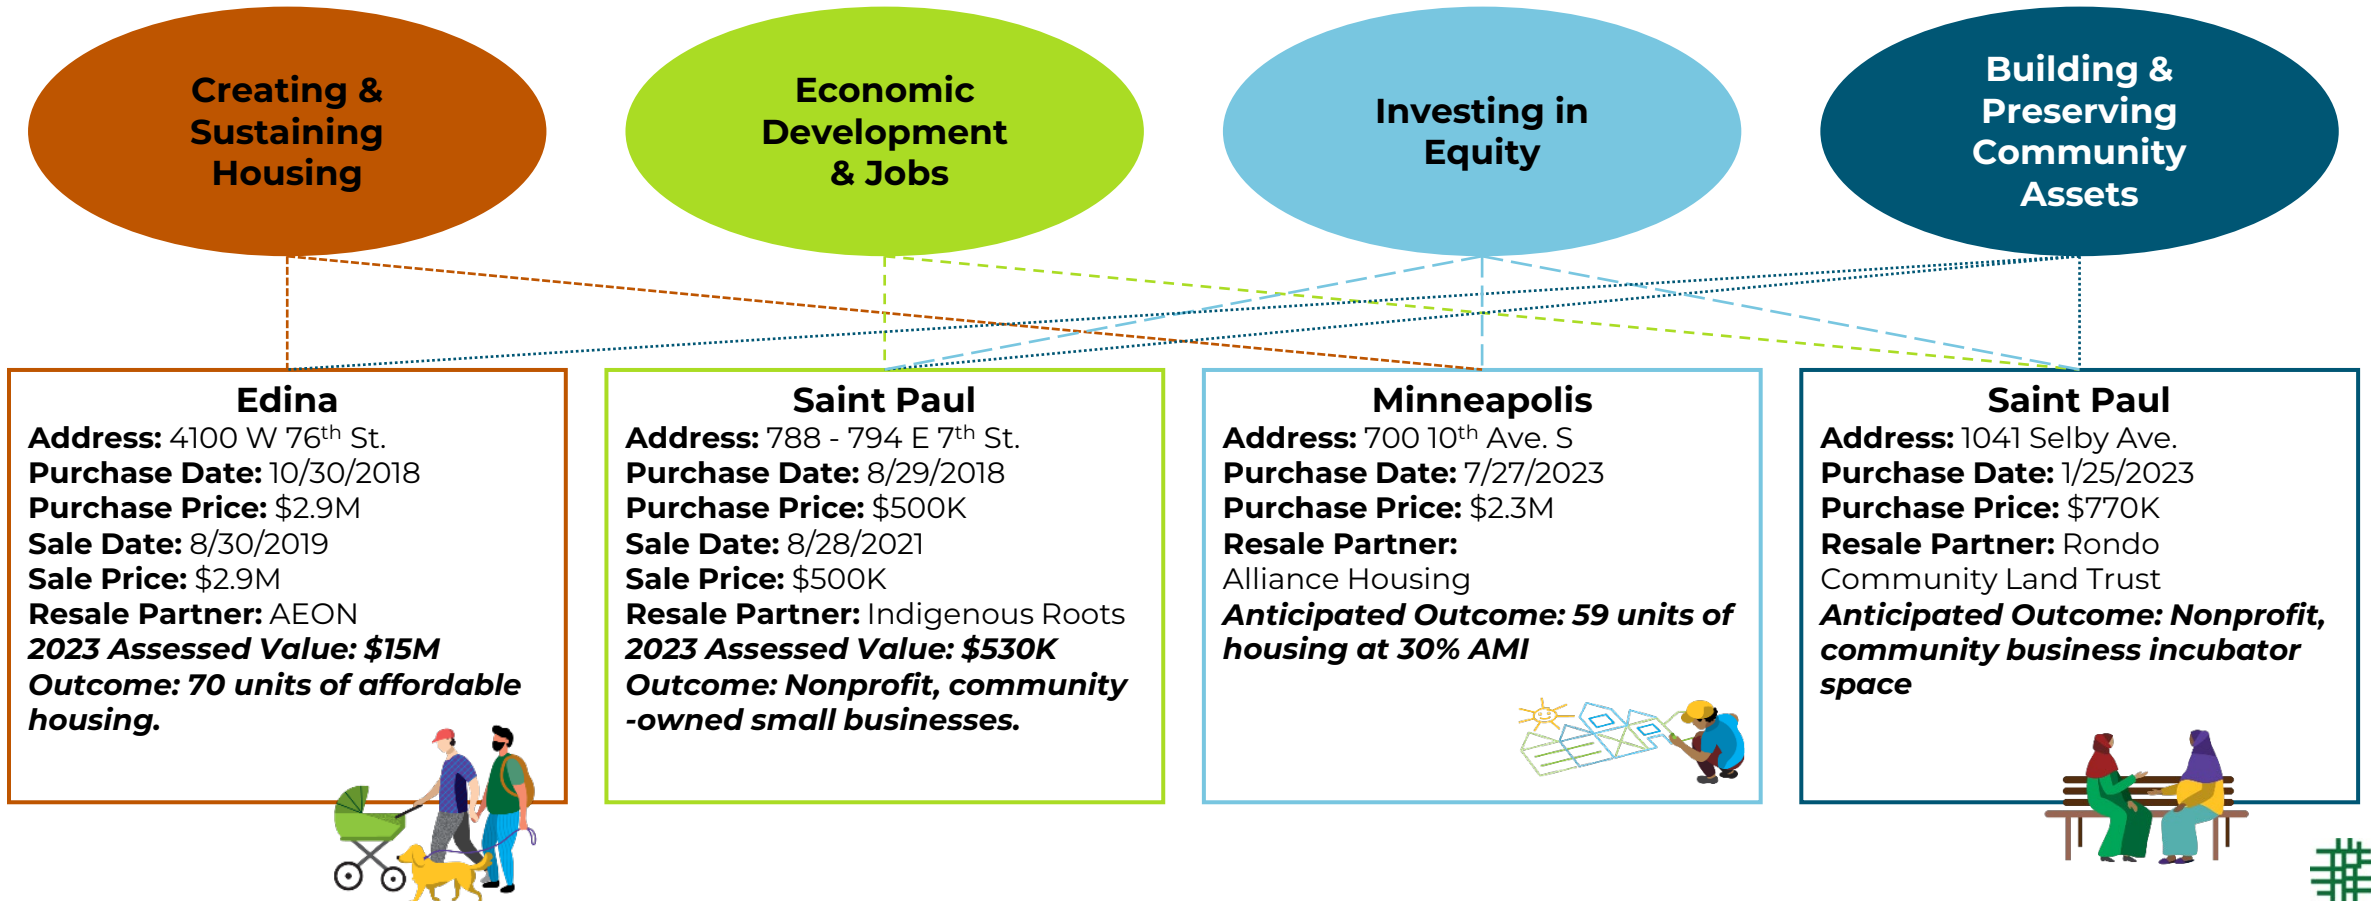 Creating &
Sustaining
Housing
Economic
Development
& Jobs
Investing in
Equity
Building &
Preserving
Community
Assets
Edina
Address: 4100 W 76th St.
Purchase Date: 10/30/2018
Purchase Price: $2.9M
Sale Date: 8/30/2019
Sale Price: $2.9M
Resale Partner: AEON
2023 Assessed Value: $15M
Outcome: 70 units of affordable
housing.
Saint Paul
Address: 788 - 794 E 7th St.
Purchase Date: 8/29/2018
Purchase Price: $500K
Sale Date: 8/28/2021
Sale Price: $500K
Resale Partner: Indigenous Roots
2023 Assessed Value: $530K
Outcome: Nonprofit, community
-owned small businesses.
Minneapolis
Address: 700 10th Ave. S
Purchase Date: 7/27/2023
Purchase Price: $2.3M
Resale Partner:
Alliance Housing
Anticipated Outcome: 59 units of
housing at 30% AMI
Saint Paul
Address: 1041 Selby Ave.
Purchase Date: 1/25/2023
Purchase Price: $770K
Resale Partner: Rondo
Community Land Trust
Anticipated Outcome: Nonprofit,
community business incubator
space